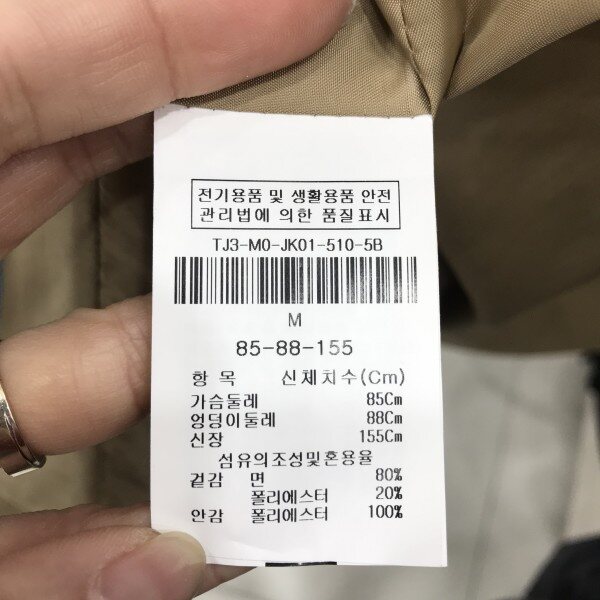 전기용품 및 생활용품 안전
관리법에 의한 품질표시
TJ3-MO-JK01-510-5B
M
85-88-155
항 목 신체치수(Cm)
가슴둘레 85Cm
엉덩이둘레 88Cm
신장 155Cm
섬유의조성및혼용율
겉감 면 80%
폴리에스터 20%
안감 폴리에스터 100%